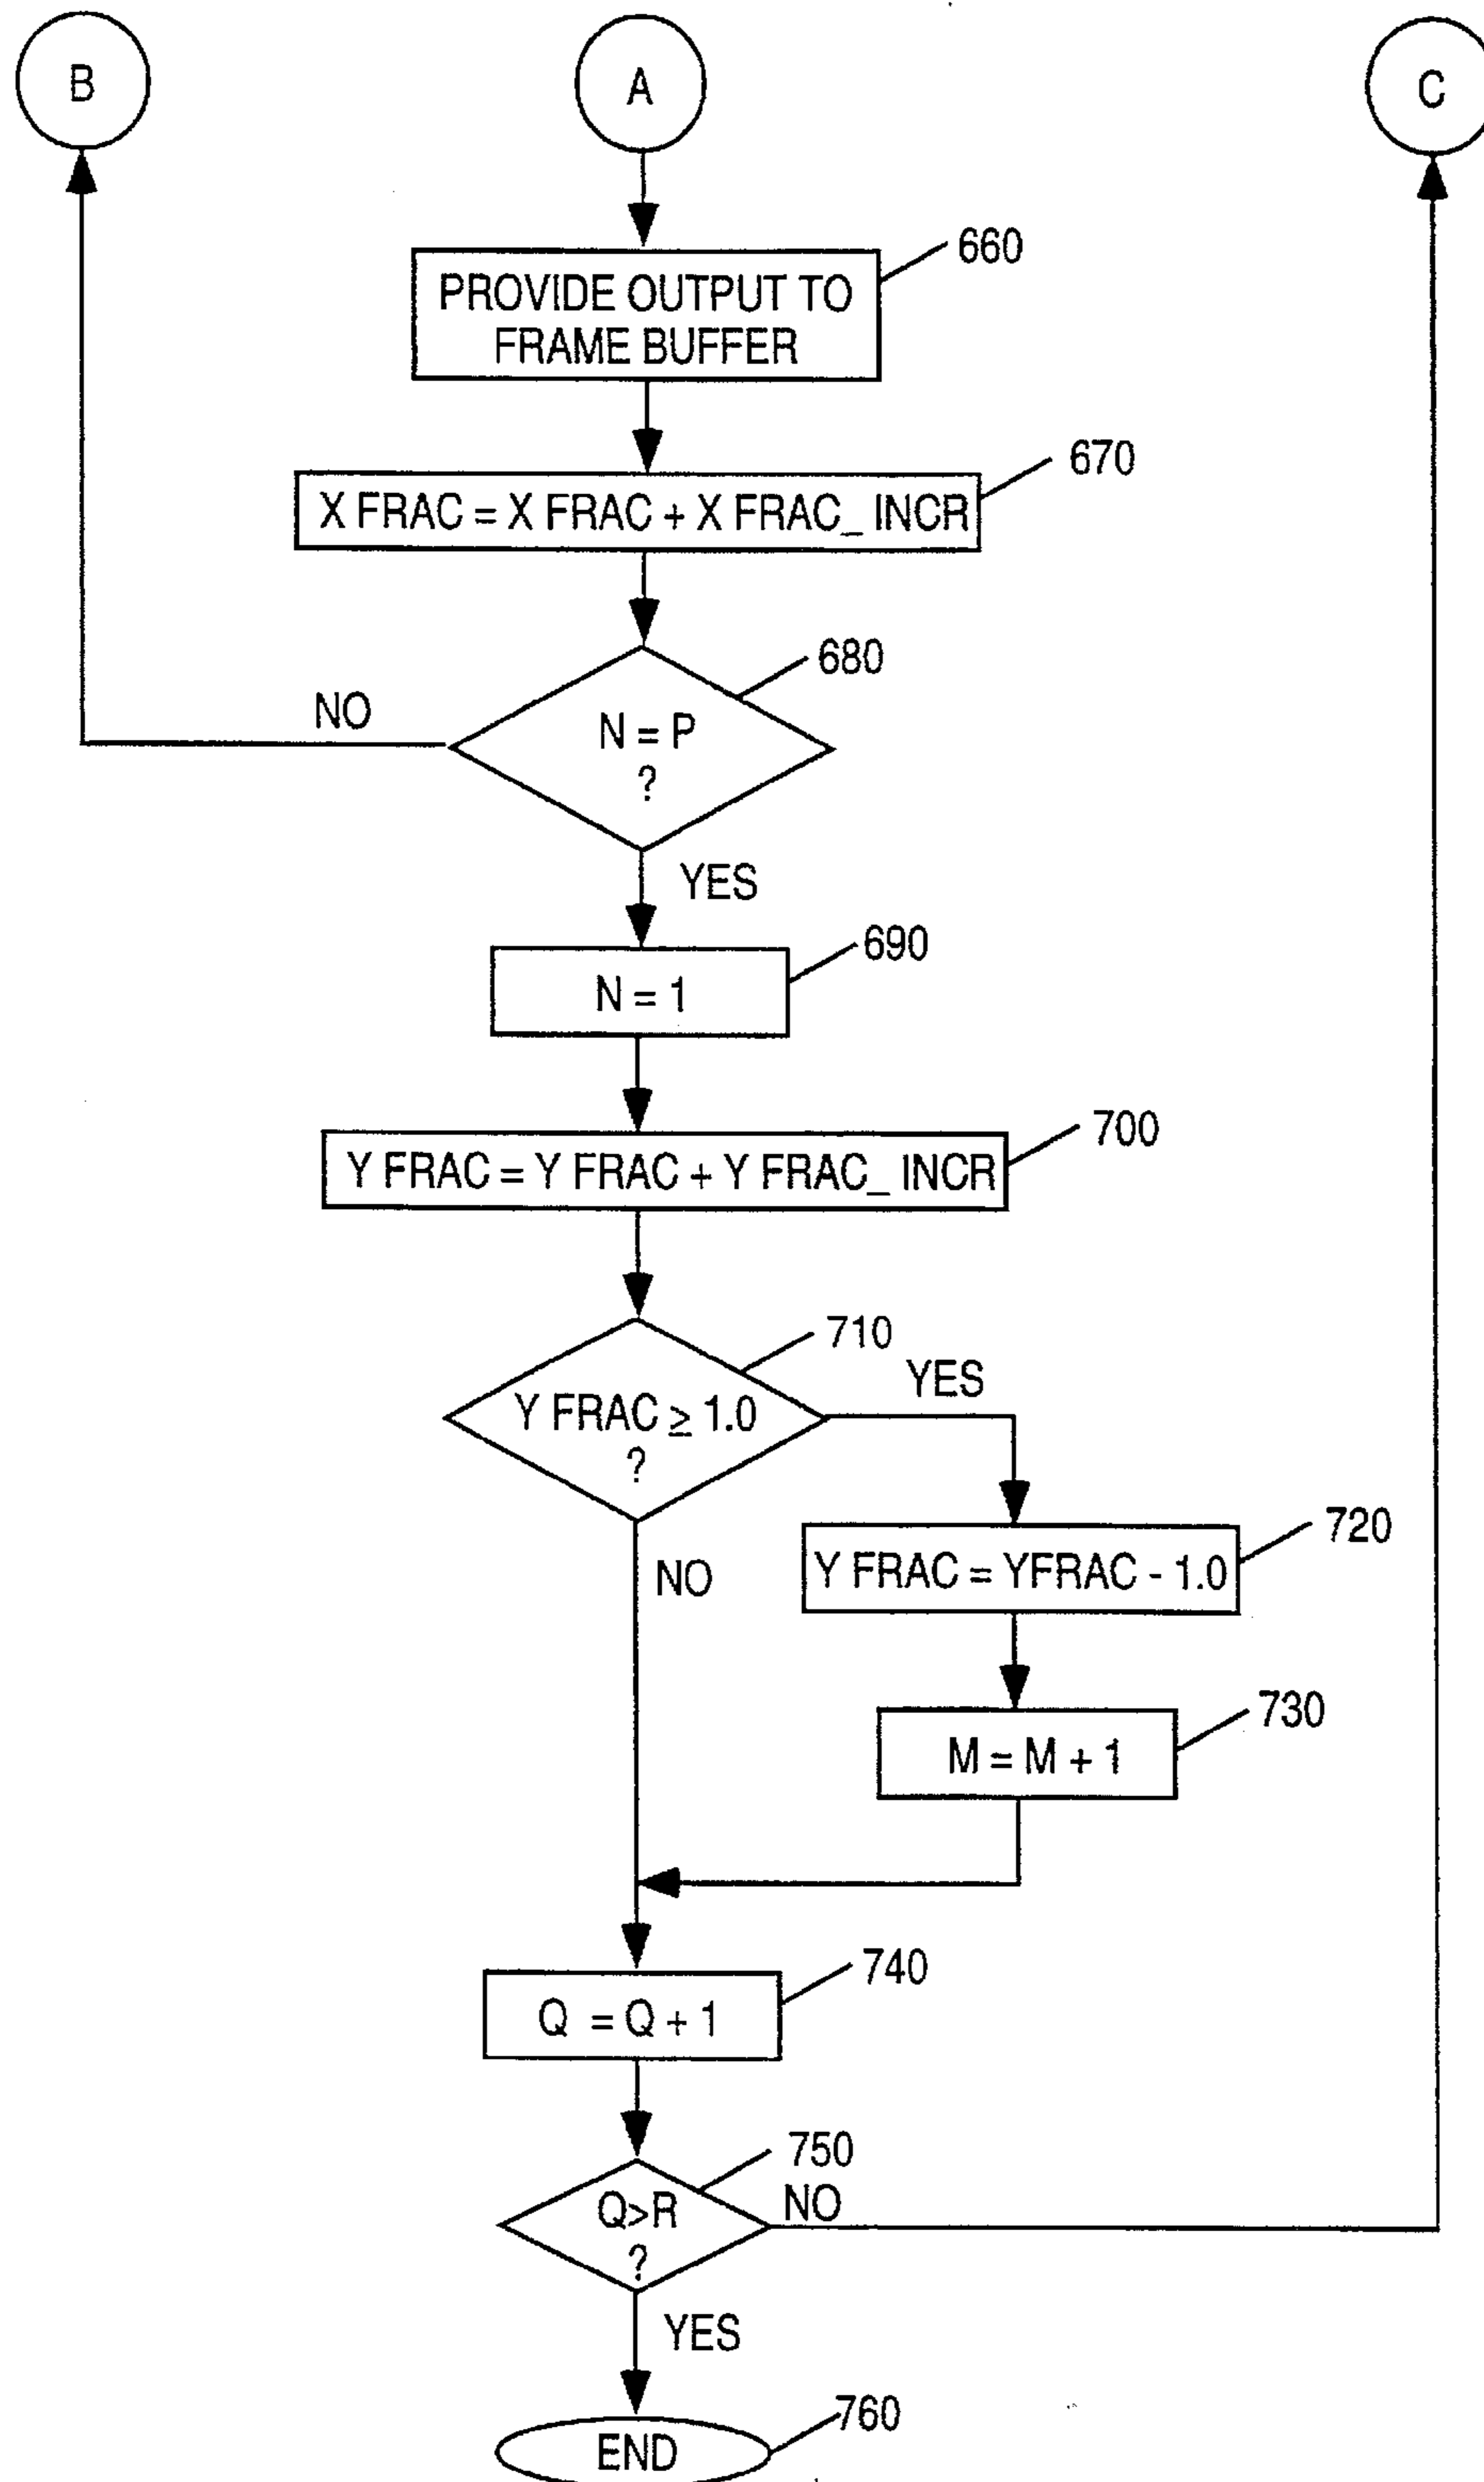 B
A
C
660
PROVIDE OUTPUT TO
FRAME BUFFER
670
X FRAC = X FRAC + X FRAC_ INCR
680
N = P
?
NO
YES
690
N = 1
700
Y FRAC = Y FRAC + Y FRAC_ INCR
710
Y FRAC ≥ 1.0
?
YES
NO
720
Y FRAC = YFRAC - 1.0
730
M = M + 1
740
Q = Q + 1
750
Q>R
?
NO
YES
760
END